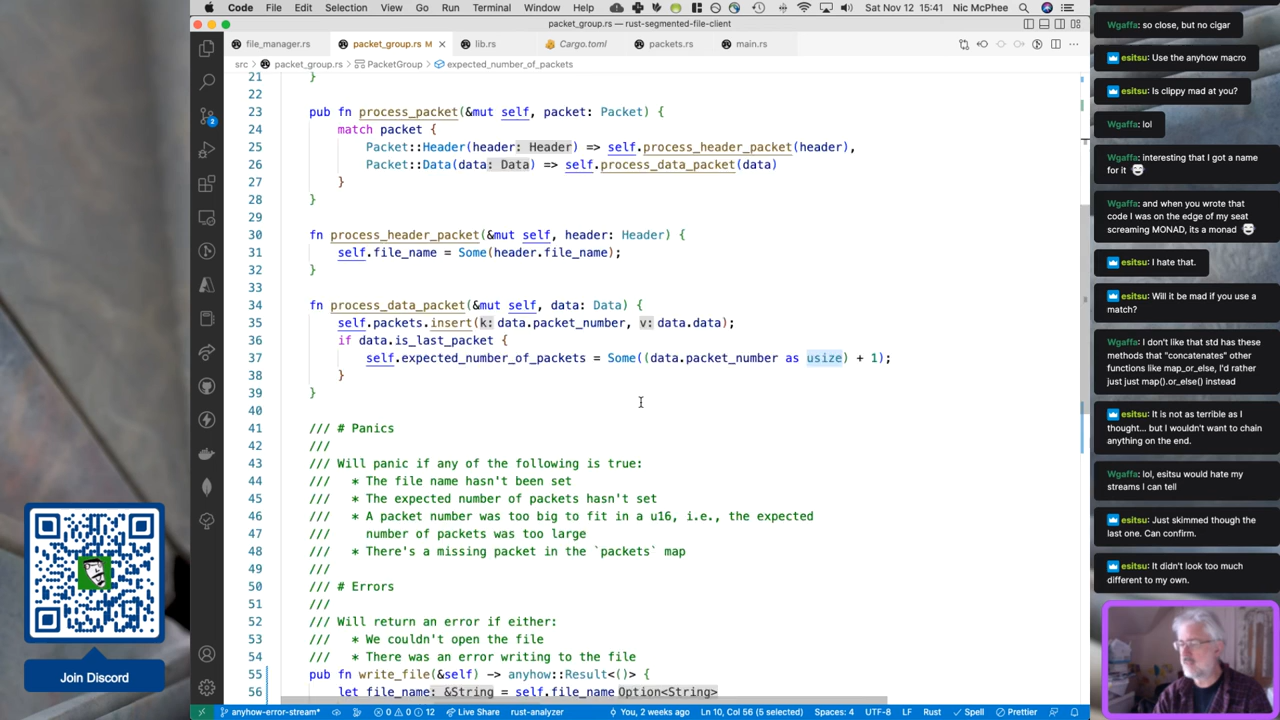 Code File Edit Selection View Go Run Terminal Window Help Sat Nov 12 15:41 Nic McPhee
packet_group.rs — rust-segmented-file-client
file_manager.rs packet_group.rs M lib.rs Cargo.toml packets.rs main.rs
src > packet_group.rs > PacketGroup > expected_number_of_packets
21 }
22
23 pub fn process_packet(&mut self, packet: Packet) {
24 match packet {
25 Packet::Header(header: Header) => self.process_header_packet(header),
26 Packet::Data(data: Data) => self.process_data_packet(data)
27 }
28 }
29
30 fn process_header_packet(&mut self, header: Header) {
31 self.file_name = Some(header.file_name);
32 }
33
34 fn process_data_packet(&mut self, data: Data) {
35 self.packets.insert(k: data.packet_number, v: data.data);
36 if data.is_last_packet {
37 self.expected_number_of_packets = Some((data.packet_number as usize) + 1);
38 }
39 }
40
41 /// # Panics
42 ///
43 /// Will panic if any of the following is true:
44 /// * The file name hasn't been set
45 /// * The expected number of packets hasn't set
46 /// * A packet number was too big to fit in a u16, i.e., the expected
47 /// number of packets was too large
48 /// * There's a missing packet in the `packets` map
49 ///
50 /// # Errors
51 ///
52 /// Will return an error if either:
53 /// * We couldn't open the file
54 /// * There was an error writing to the file
55 pub fn write_file(&self) -> anyhow::Result<()> {
56 let file_name: &String = self.file_name Option<String>
2
anyhow-error-stream* 0 0 12 Live Share rust-analyzer You, 2 weeks ago Ln 10, Col 56 (5 selected) Spaces: 4 UTF-8 LF Rust Spell Prettier
Join Discord
Wgaffa: so close, but no cigar
esitsu: Use the anyhow macro
esitsu: Is clippy mad at you?
Wgaffa: lol
Wgaffa: interesting that I got a name
for it
Wgaffa: and when you wrote that
code I was on the edge of my seat
screaming MONAD, its a monad
esitsu: I hate that.
esitsu: Will it be mad if you use a
match?
Wgaffa: I don't like that std has these
methods that "concatenates" other
functions like map_or_else, I'd rather
just just map().or_else() instead
esitsu: It is not as terrible as I
thought... but I wouldn't want to chain
anything on the end.
Wgaffa: lol, esitsu would hate my
streams I can tell
esitsu: Just skimmed though the
last one. Can confirm.
esitsu: It didn't look too much
different to my own.